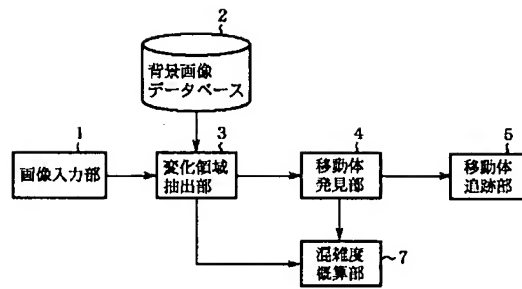 2
背景画像
データベース
1
画像入力部
3
変化領域
抽出部
4
移動体
発見部
5
移動体
追跡部
混雑度
概算部
7